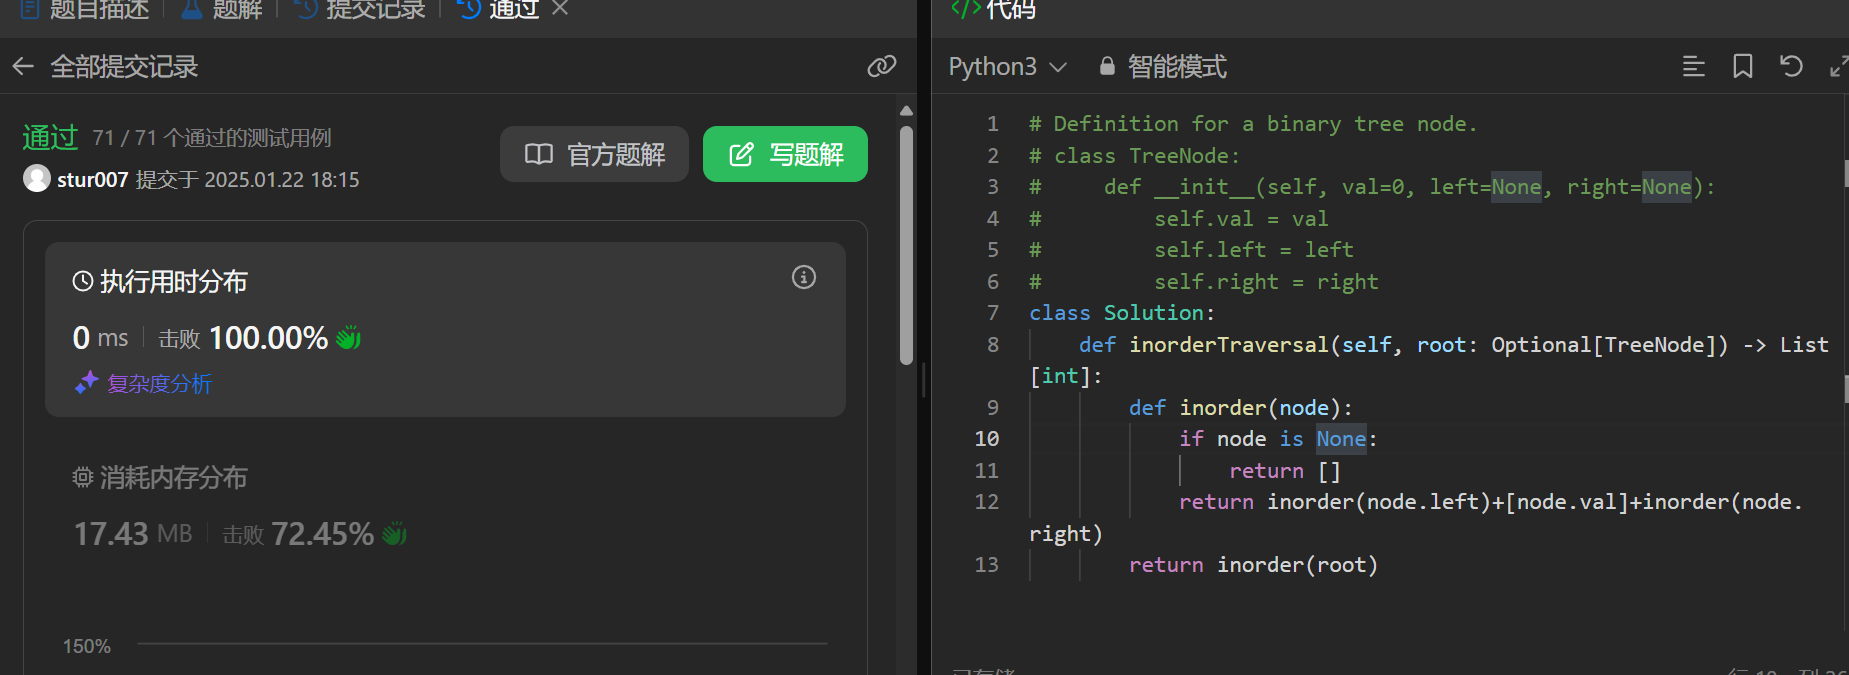 题目描述 题解 提交记录 通过
全部提交记录
通过 71 / 71 个通过的测试用例
官方题解
写题解
stur007 提交于 2025.01.22 18:15
执行用时分布
0 ms 击败 100.00%
复杂度分析
消耗内存分布
17.43 MB 击败 72.45%
150%
代码
Python3 智能模式
1 # Definition for a binary tree node.
2 # class TreeNode:
3 #     def __init__(self, val=0, left=None, right=None):
4 #         self.val = val
5 #         self.left = left
6 #         self.right = right
7 class Solution:
8     def inorderTraversal(self, root: Optional[TreeNode]) -> List
[int]:
9         def inorder(node):
10             if node is None:
11                 return []
12             return inorder(node.left)+[node.val]+inorder(node.
right)
13         return inorder(root)